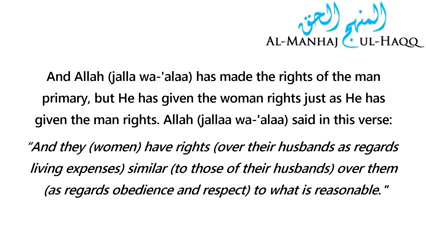 المنهج الحق
AL-MANHAJ UL-HAQQ
And Allah (jalla wa-'alaa) has made the rights of the man
primary, but He has given the woman rights just as He has
given the man rights. Allah (jallaa wa-'alaa) said in this verse:
"And they (women) have rights (over their husbands as regards
living expenses) similar (to those of their husbands) over them
(as regards obedience and respect) to what is reasonable."